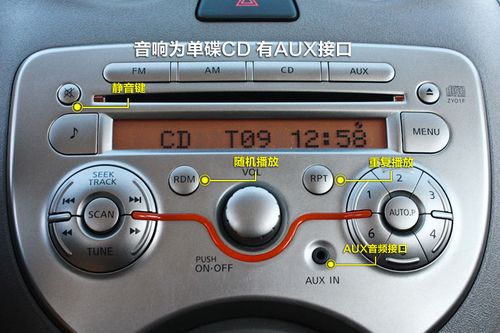 音响为单碟CD 有AUX接口
FM AM CD AUX
静音键
ZY01P
MENU
CD T09 12:58
随机播放
VOL
重复播放
SEEK
TRACK
RDM
RPT
2
SCAN
1
AUTO.P
6
4
TUNE
AUX音频接口
PUSH
ON·OFF
AUX IN